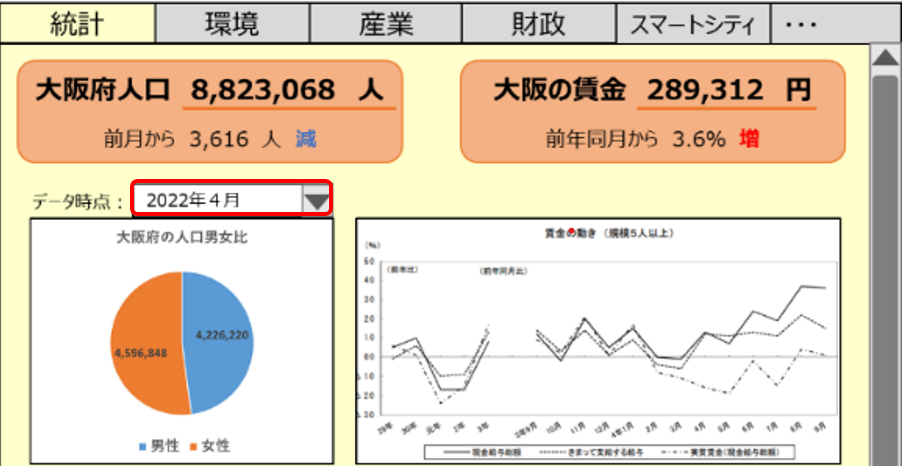 統計 環境 産業 財政 スマートシティ ・・・
大阪府人口 8,823,068 人
前月から 3,616 人 減
大阪の賃金 289,312 円
前年同月から 3.6% 増
データ時点： 2022年４月
大阪府の人口男女比
4,226,220
4,596,848
男性 女性
賃金の動き （規模５人以上）
(％)
(前年比) (前年同月比)
5.0
4.0
3.0
2.0
1.0
0.0
3.0
29年 30年 元年 2年 3年 3年9月 10月 11月 12月 4年1月 2月 3月 4月 5月 6月 7月 8月 9月
現金給与総額 きまって支給する給与 実質賃金(現金給与総額)